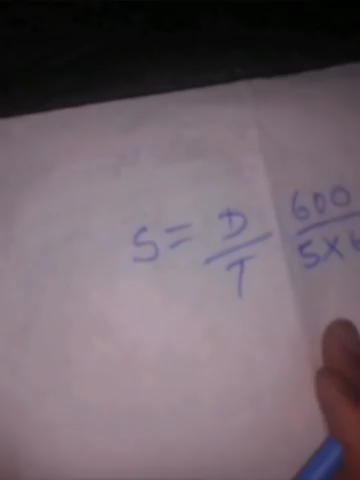 S = D/T 600/5×